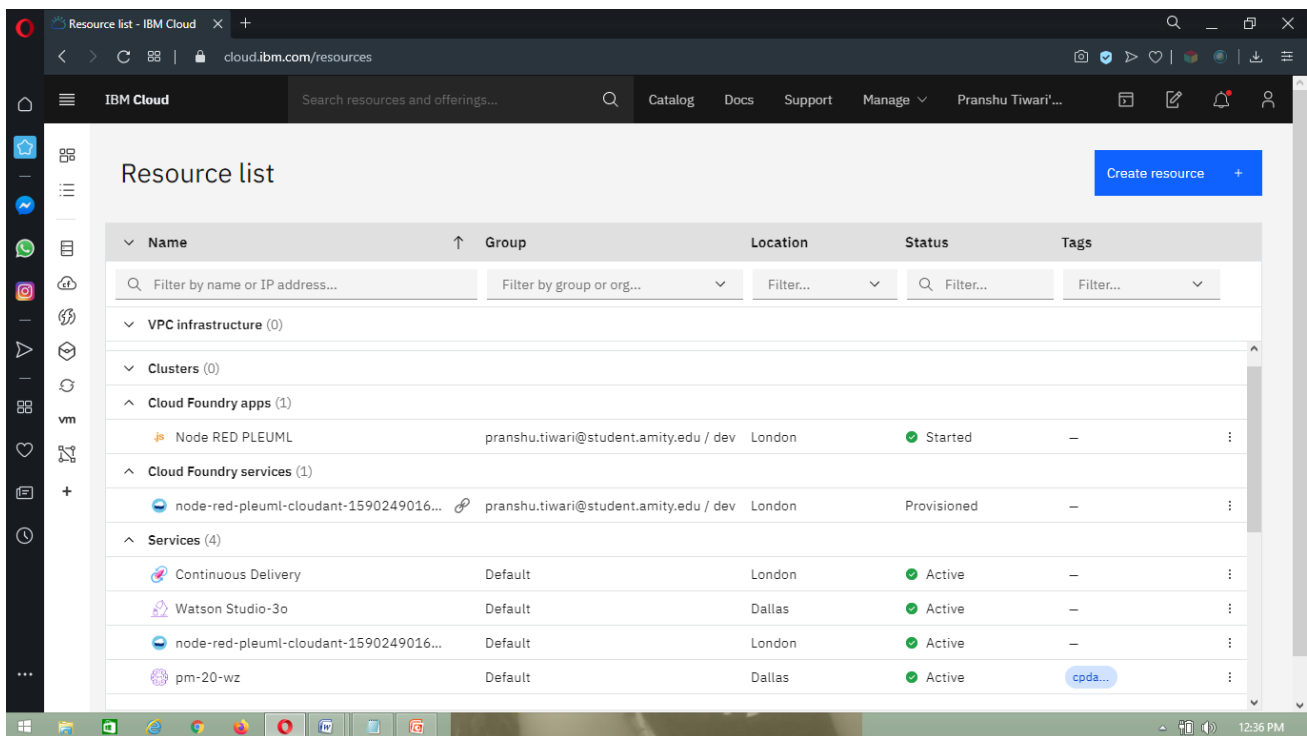 Resource list - IBM Cloud
cloud.ibm.com/resources
IBM Cloud Search resources and offerings... Catalog Docs Support Manage Pranshu Tiwari'...
Resource list
Create resource +
Name Group Location Status Tags
Filter by name or IP address... Filter by group or org... Filter... Filter... Filter...
VPC infrastructure (0)
Clusters (0)
Cloud Foundry apps (1)
js Node RED PLEUML pranshu.tiwari@student.amity.edu / dev London Started –
Cloud Foundry services (1)
node-red-pleuml-cloudant-1590249016... pranshu.tiwari@student.amity.edu / dev London Provisioned –
Services (4)
Continuous Delivery Default London Active –
Watson Studio-3o Default Dallas Active –
node-red-pleuml-cloudant-1590249016... Default London Active –
pm-20-wz Default Dallas Active cpda...
cf
vm
12:36 PM